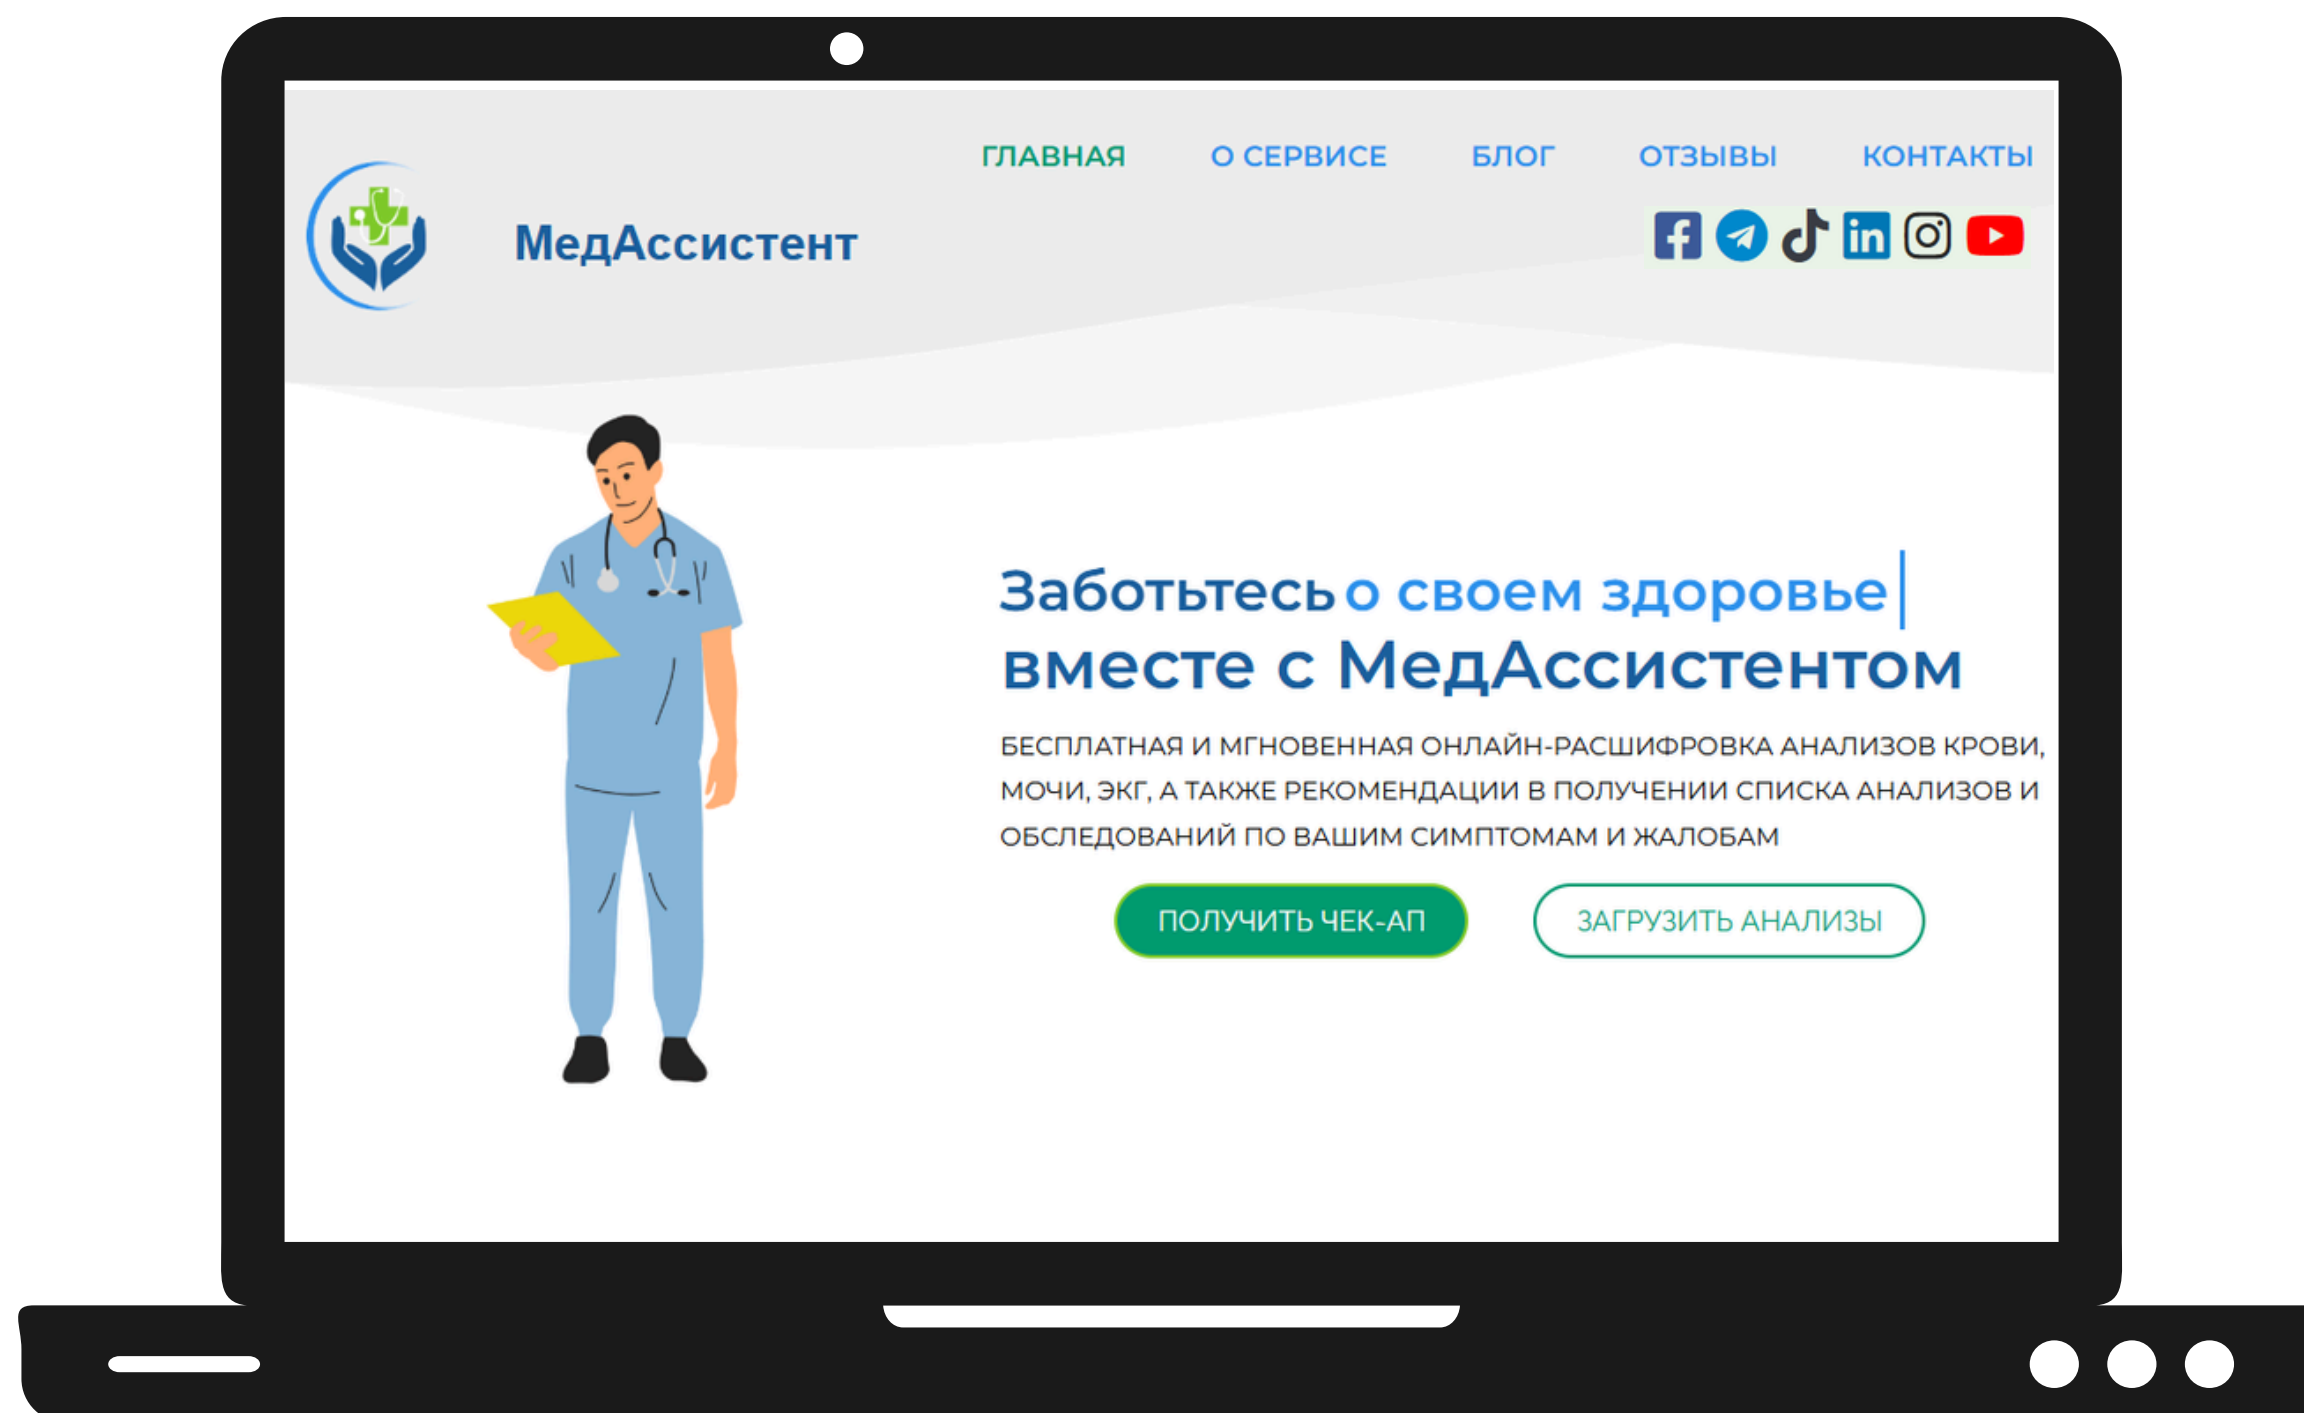 ГЛАВНАЯ О СЕРВИСЕ БЛОГ ОТЗЫВЫ КОНТАКТЫ
МедАссистент
Заботьтесь о своем здоровье
вместе с МедАссистентом
БЕСПЛАТНАЯ И МГНОВЕННАЯ ОНЛАЙН-РАСШИФРОВКА АНАЛИЗОВ КРОВИ,
МОЧИ, ЭКГ, А ТАКЖЕ РЕКОМЕНДАЦИИ В ПОЛУЧЕНИИ СПИСКА АНАЛИЗОВ И
ОБСЛЕДОВАНИЙ ПО ВАШИМ СИМПТОМАМ И ЖАЛОБАМ
ПОЛУЧИТЬ ЧЕК-АП ЗАГРУЗИТЬ АНАЛИЗЫ